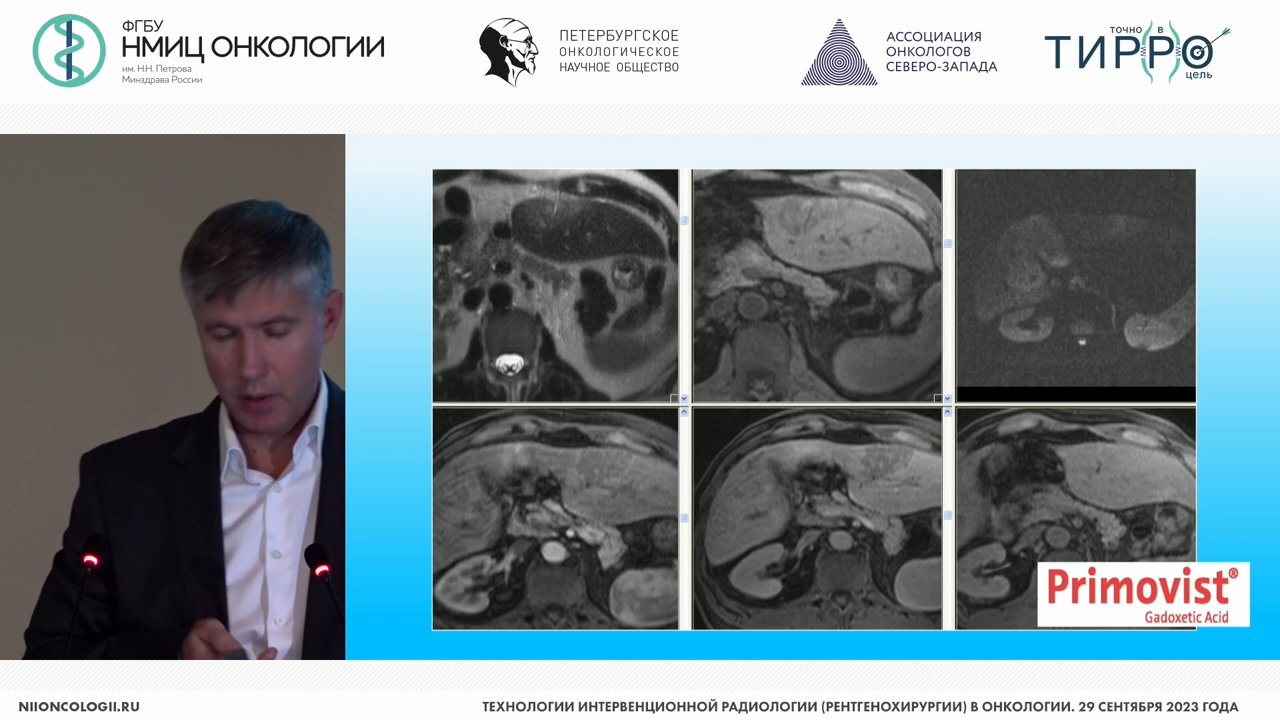 ФГБУ
НМИЦ ОНКОЛОГИИ
им. Н.Н. Петрова
Минздрава России
ПЕТЕРБУРГСКОЕ
ОНКОЛОГИЧЕСКОЕ
НАУЧНОЕ ОБЩЕСТВО
АССОЦИАЦИЯ
ОНКОЛОГОВ
СЕВЕРО-ЗАПАДА
ТОЧНО В
ТИРРО
цель
Primovist®
Gadoxetic Acid
NIIONCOLOGII.RU
ТЕХНОЛОГИИ ИНТЕРВЕНЦИОННОЙ РАДИОЛОГИИ (РЕНТГЕНОХИРУРГИИ) В ОНКОЛОГИИ. 29 СЕНТЯБРЯ 2023 ГОДА